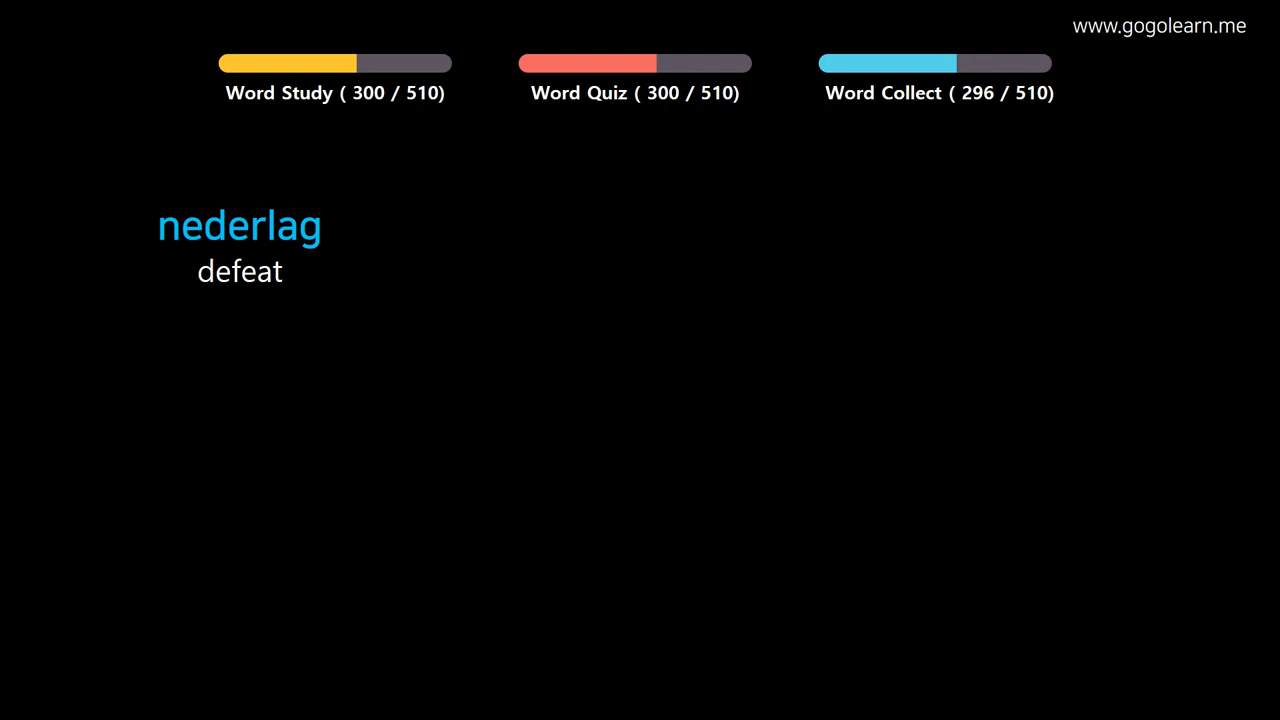 www.gogolearn.me
Word Study ( 300 / 510)
Word Quiz ( 300 / 510)
Word Collect ( 296 / 510)
nederlag
defeat